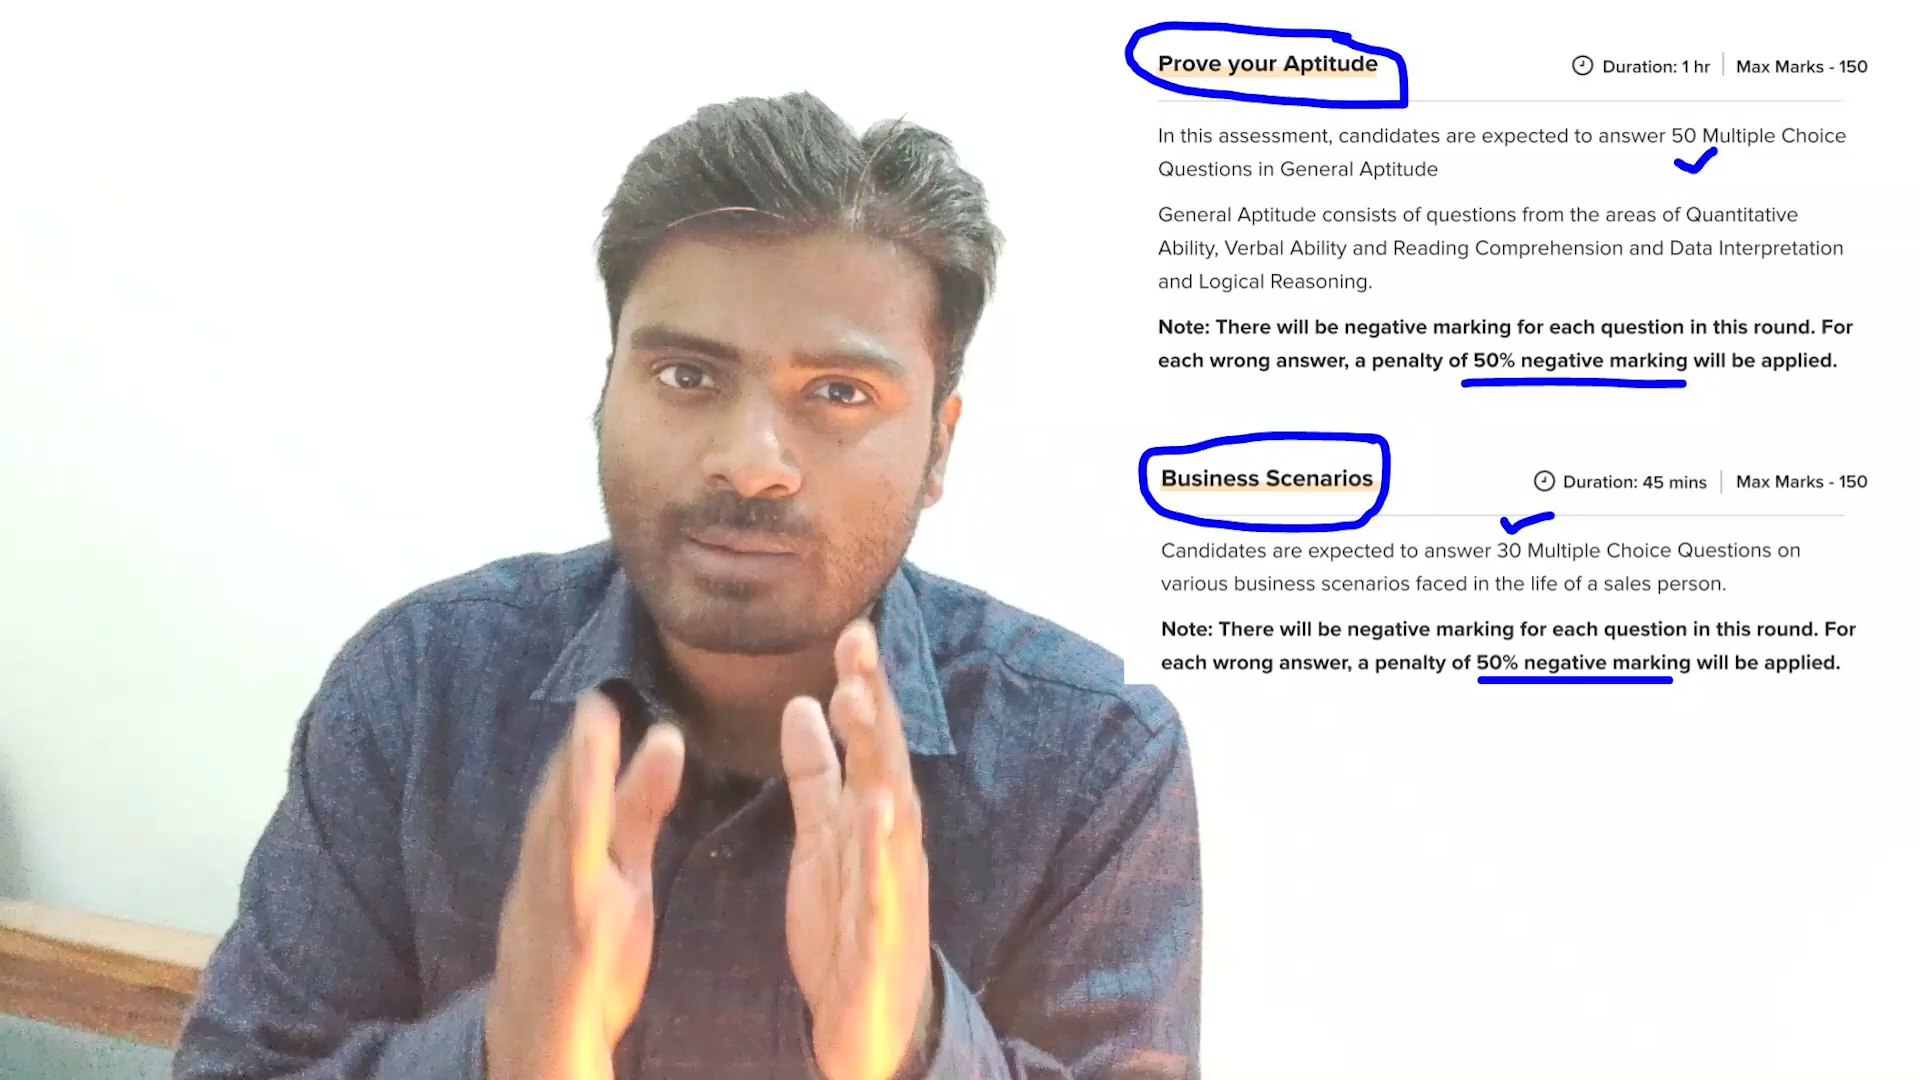 Prove your Aptitude
Duration: 1 hr
Max Marks - 150
In this assessment, candidates are expected to answer 50 Multiple Choice
Questions in General Aptitude
General Aptitude consists of questions from the areas of Quantitative
Ability, Verbal Ability and Reading Comprehension and Data Interpretation
and Logical Reasoning.
Note: There will be negative marking for each question in this round. For
each wrong answer, a penalty of 50% negative marking will be applied.
Business Scenarios
Duration: 45 mins
Max Marks - 150
Candidates are expected to answer 30 Multiple Choice Questions on
various business scenarios faced in the life of a sales person.
Note: There will be negative marking for each question in this round. For
each wrong answer, a penalty of 50% negative marking will be applied.